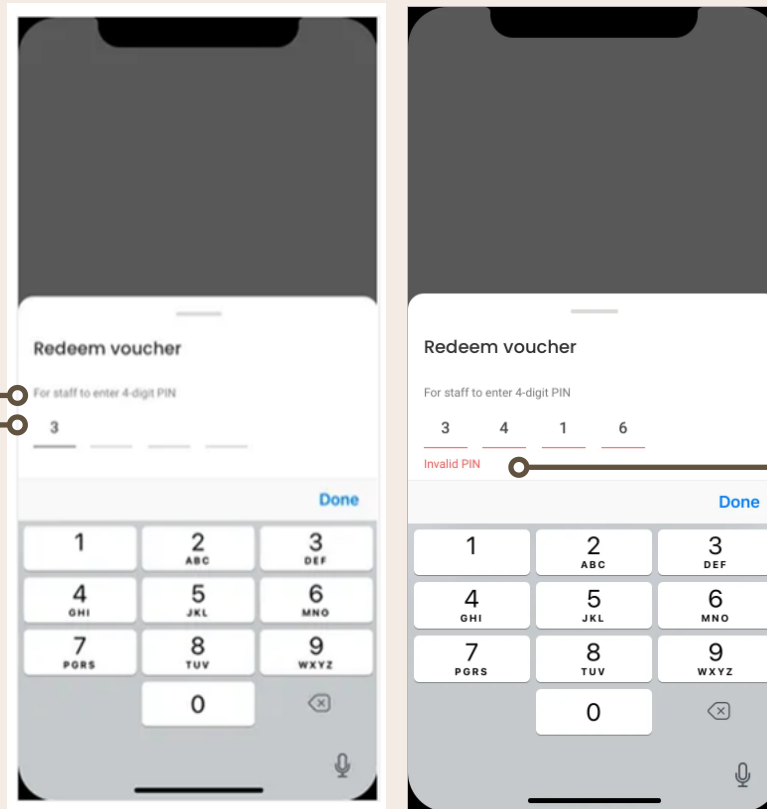 Redeem voucher
For staff to enter 4-digit PIN
3
Done
1 2 3
ABC DEF
4 5 6
GHI JKL MNO
7 8 9
PQRS TUV WXYZ
0
Redeem voucher
For staff to enter 4-digit PIN
3 4 1 6
Invalid PIN
Done
1 2 3
ABC DEF
4 5 6
GHI JKL MNO
7 8 9
PQRS TUV WXYZ
0